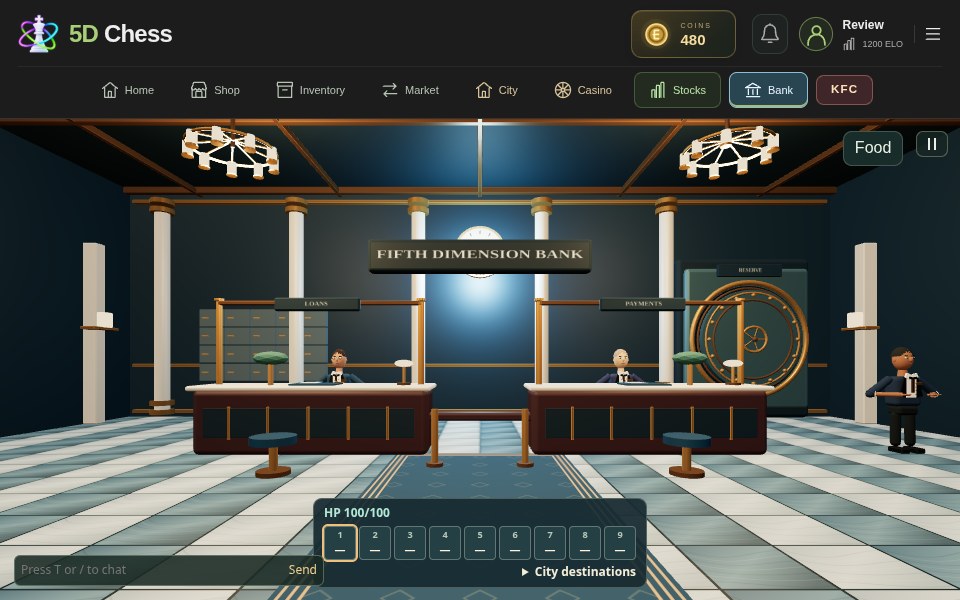 5D Chess
COINS
480
Review
1200 ELO
Home
Shop
Inventory
Market
City
Casino
Stocks
Bank
KFC
Food
FIFTH DIMENSION BANK
RESERVE
LOANS
PAYMENTS
HP 100/100
1 2 3 4 5 6 7 8 9
— — — — — — — — —
Press T or / to chat
Send
City destinations